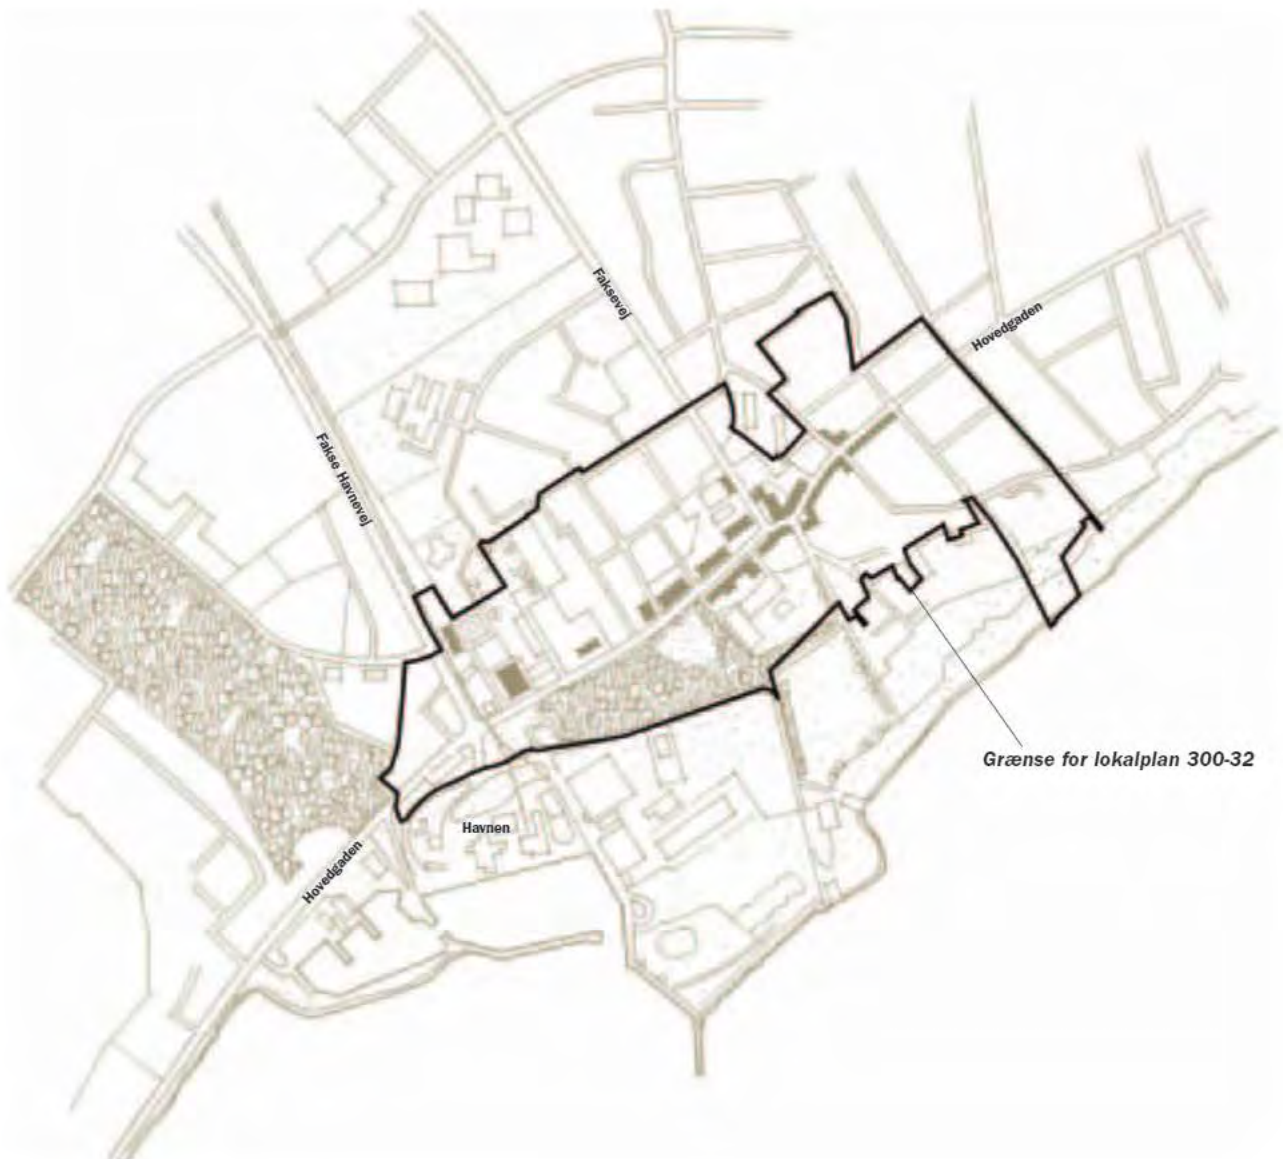 Faksevej
Hovedgaden
Fakse Havnevej
Grænse for lokalplan 300-32
Havnen
Hovedgaden